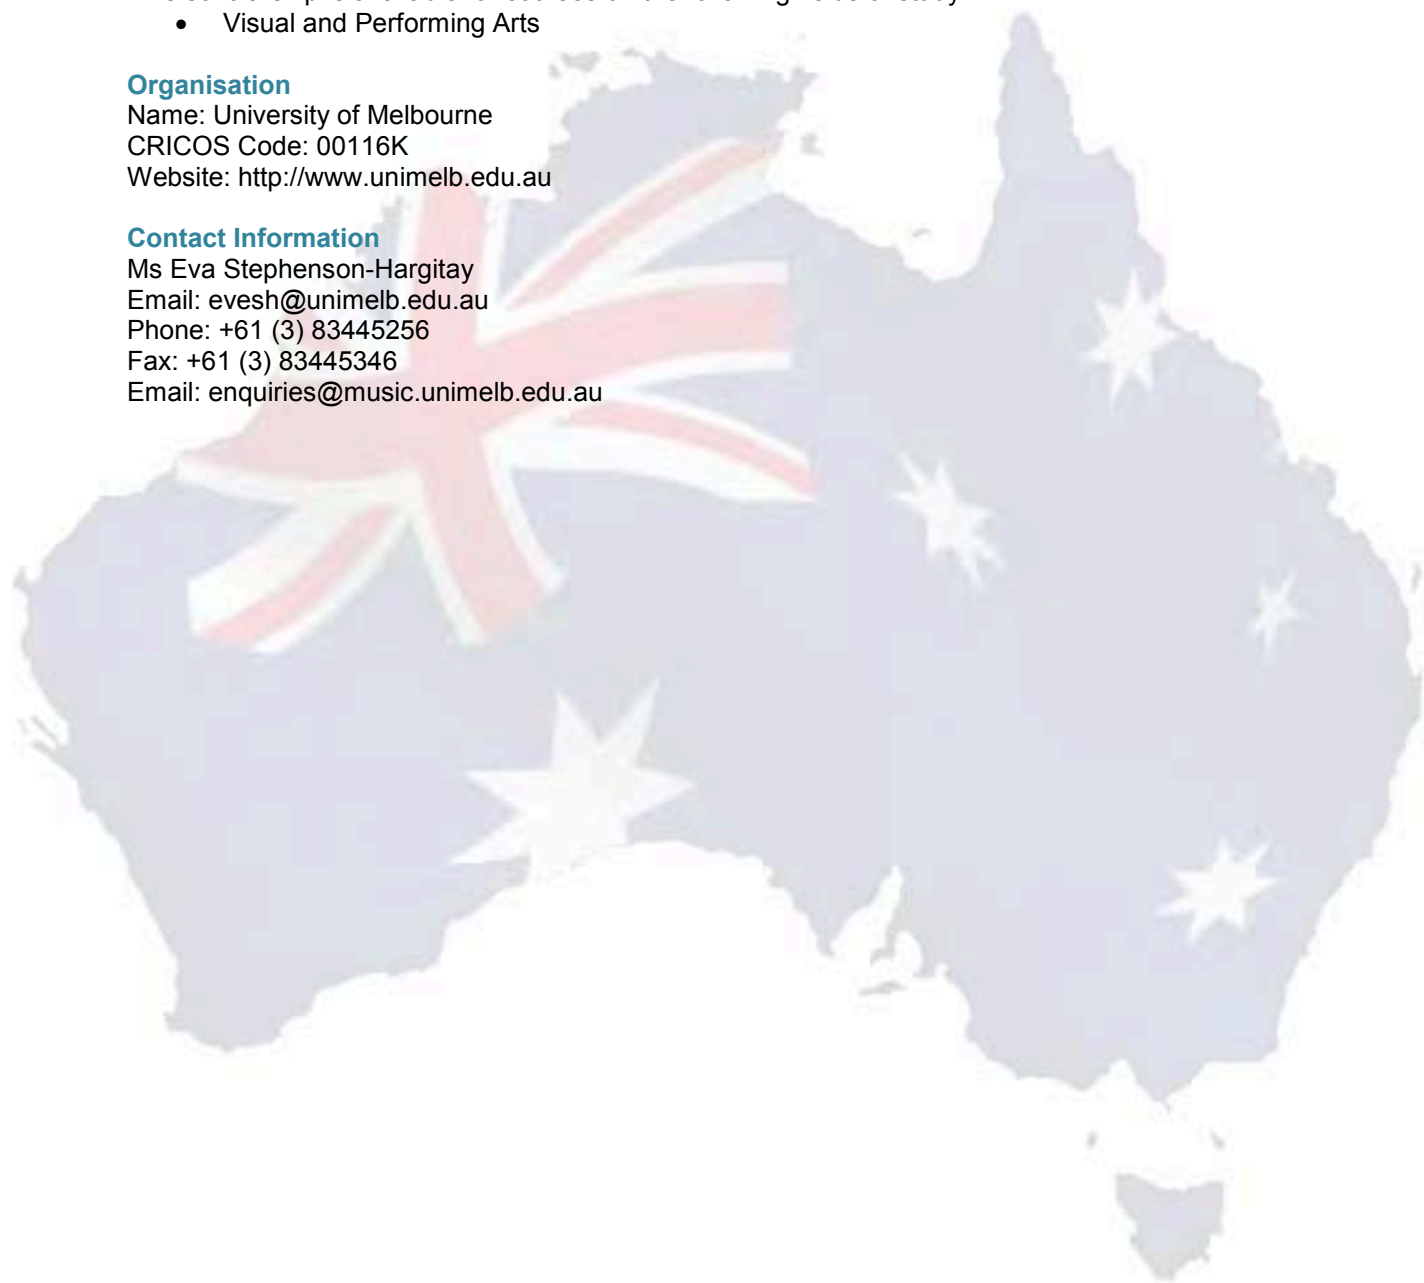 • Visual and Performing Arts
Organisation
Name: University of Melbourne
CRICOS Code: 00116K
Website: http://www.unimelb.edu.au
Contact Information
Ms Eva Stephenson-Hargitay
Email: evesh@unimelb.edu.au
Phone: +61 (3) 83445256
Fax: +61 (3) 83445346
Email: enquiries@music.unimelb.edu.au